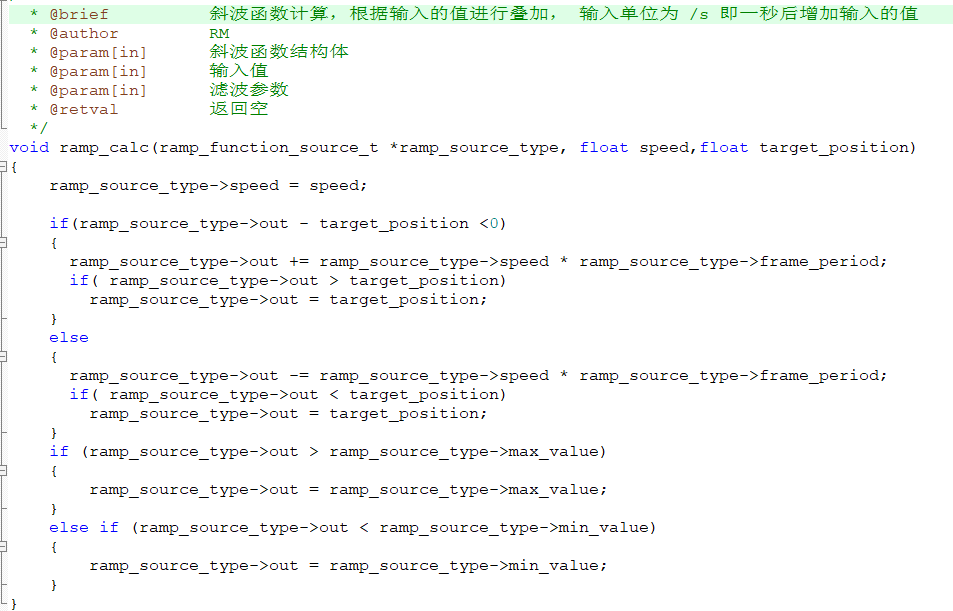 * @brief          斜波函数计算，根据输入的值进行叠加， 输入单位为 /s 即一秒后增加输入的值
* @author         RM
* @param[in]      斜波函数结构体
* @param[in]      输入值
* @param[in]      滤波参数
* @retval         返回空
*/
void ramp_calc(ramp_function_source_t *ramp_source_type, float speed,float target_position)
{
    ramp_source_type->speed = speed;
    if(ramp_source_type->out - target_position <0)
    {
      ramp_source_type->out += ramp_source_type->speed * ramp_source_type->frame_period;
      if( ramp_source_type->out > target_position)
        ramp_source_type->out = target_position;
    }
    else
    {
      ramp_source_type->out -= ramp_source_type->speed * ramp_source_type->frame_period;
      if( ramp_source_type->out < target_position)
        ramp_source_type->out = target_position;
    }
    if (ramp_source_type->out > ramp_source_type->max_value)
    {
        ramp_source_type->out = ramp_source_type->max_value;
    }
    else if (ramp_source_type->out < ramp_source_type->min_value)
    {
        ramp_source_type->out = ramp_source_type->min_value;
    }
}